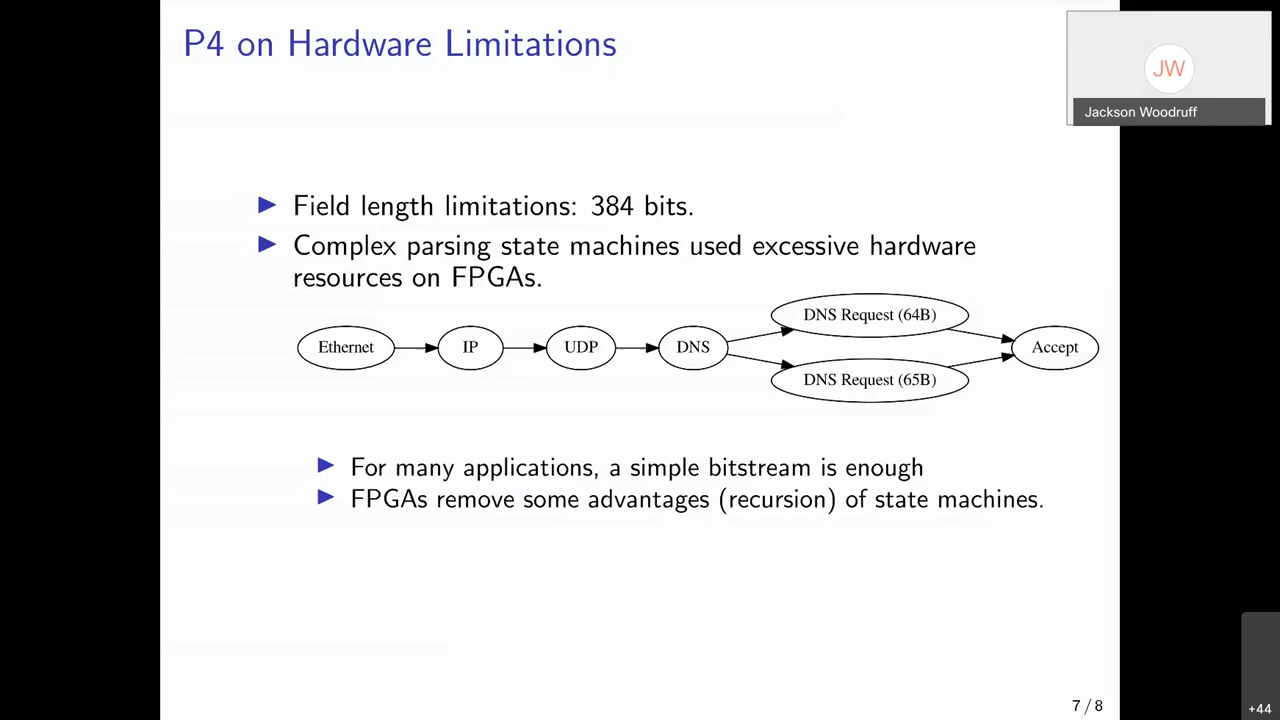 P4 on Hardware Limitations
JW
Jackson Woodruff
Field length limitations: 384 bits.
Complex parsing state machines used excessive hardware
resources on FPGAs.
Ethernet
IP
UDP
DNS
DNS Request (64B)
DNS Request (65B)
Accept
For many applications, a simple bitstream is enough
FPGAs remove some advantages (recursion) of state machines.
7 / 8
+44